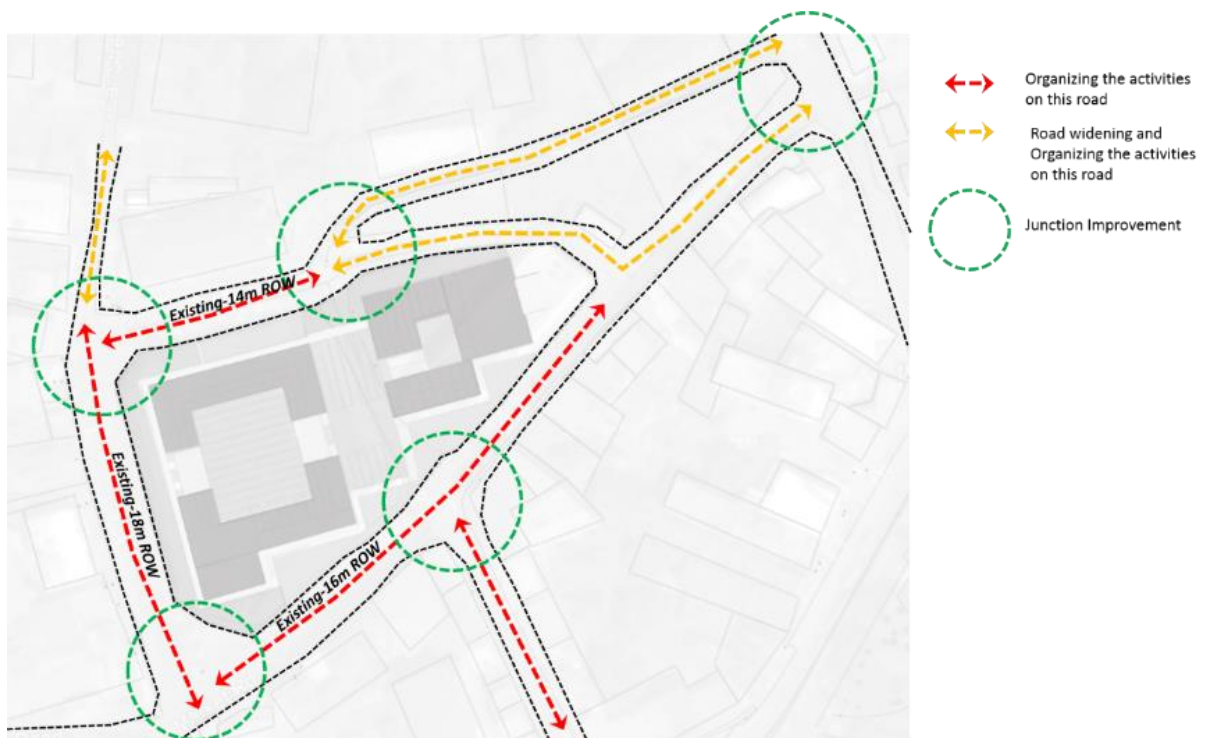 Organizing the activities
on this road
Road widening and
Organizing the activities
on this road
Junction Improvement
Existing-14m ROW
Existing-18m ROW
Existing-16m ROW